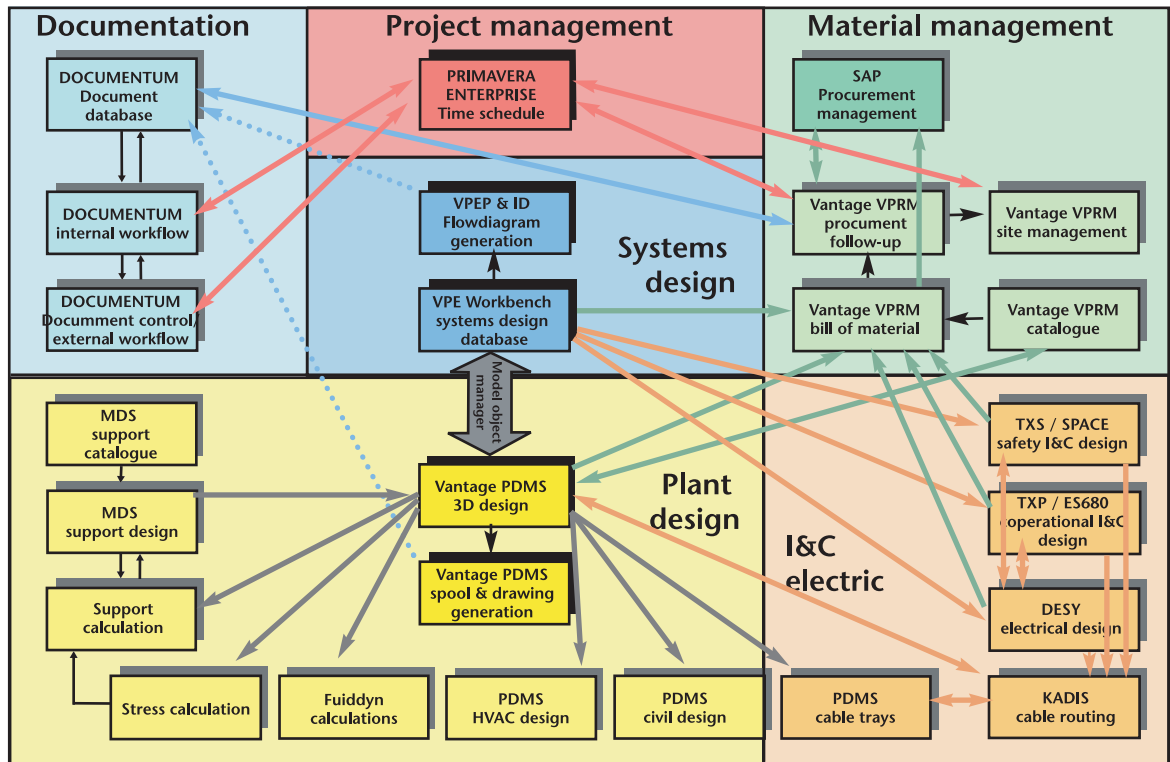 Documentation
Project management
Material management
DOCUMENTUM
Document
database
PRIMAVERA
ENTERPRISE
Time schedule
SAP
Procurement
management
DOCUMENTUM
internal workflow
VPEP & ID
Flowdiagram
generation
Systems
design
Vantage VPRM
procument
follow-up
Vantage VPRM
site management
DOCUMENTUM
Documment control/
external workflow
VPE Workbench
systems design
database
Vantage VPRM
bill of material
Vantage VPRM
catalogue
Model object
manager
MDS
support
catalogue
MDS
support design
Support
calculation
Vantage PDMS
3D design
Plant
design
Vantage PDMS
spool & drawing
generation
I&C
electric
TXS / SPACE
safety I&C design
TXP / ES680
coperational I&C
design
DESY
electrical design
Stress calculation
Fuiddyn
calculations
PDMS
HVAC design
PDMS
civil design
PDMS
cable trays
KADIS
cable routing